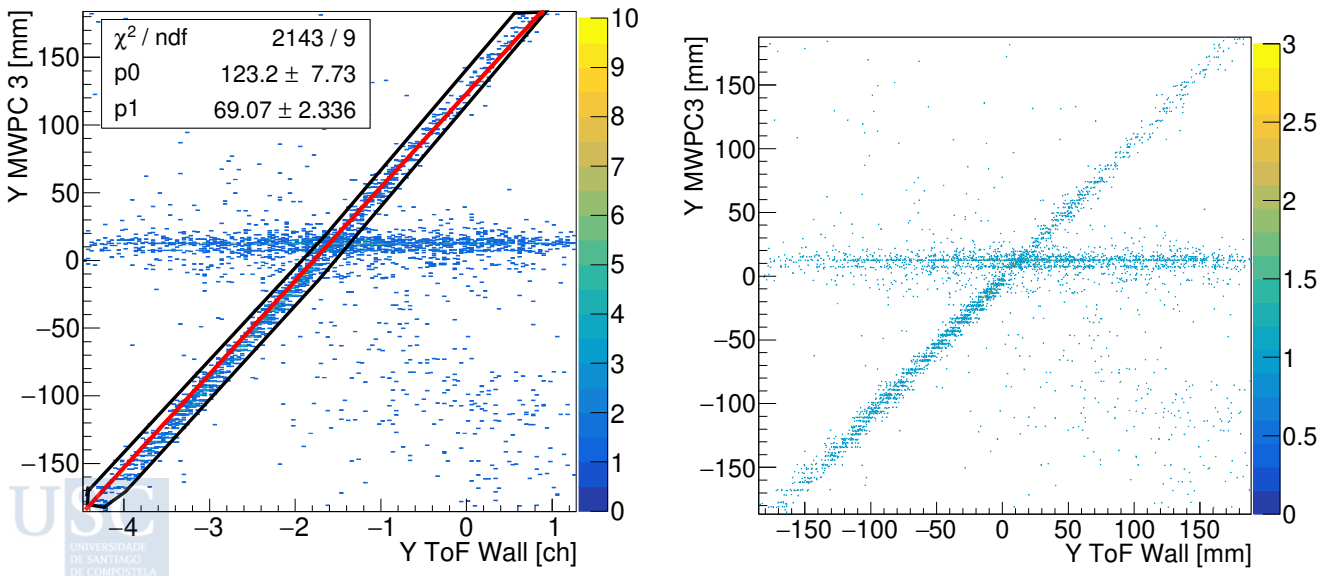 χ² / ndf 2143 / 9
p0 123.2 ± 7.73
p1 69.07 ± 2.336
Y MWPC 3 [mm]
150
100
50
0
−50
−100
−150
−4 −3 −2 −1 0 1
Y ToF Wall [ch]
10
9
8
7
6
5
4
3
2
1
0
USC
UNIVERSIDADE
DE SANTIAGO
DE COMPOSTELA
Y MWPC3 [mm]
150
100
50
0
−50
−100
−150
−150 −100 −50 0 50 100 150
Y ToF Wall [mm]
3
2.5
2
1.5
1
0.5
0